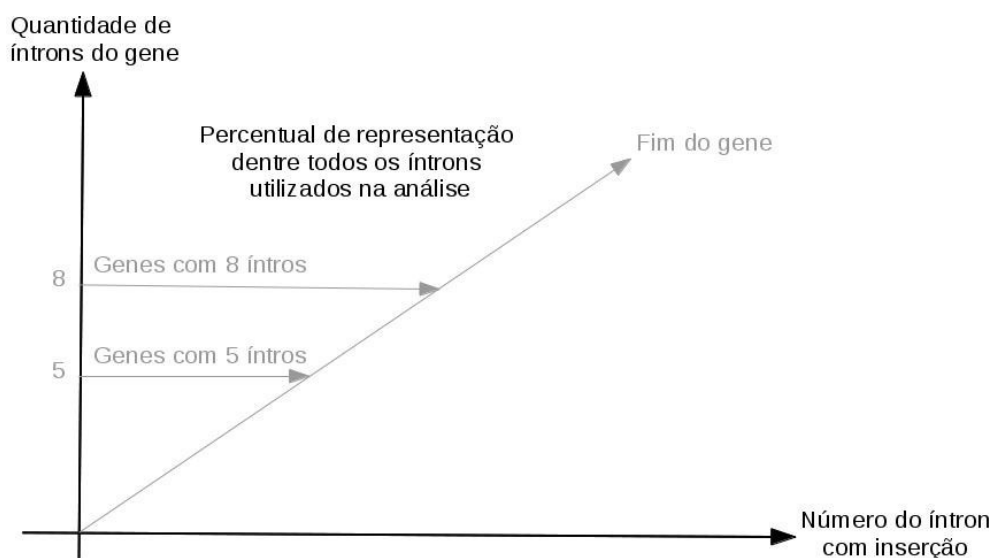 Quantidade de
íntrons do gene
Percentual de representação
dentre todos os íntrons
utilizados na análise
Fim do gene
8
Genes com 8 íntros
5
Genes com 5 íntros
Número do íntron
com inserção